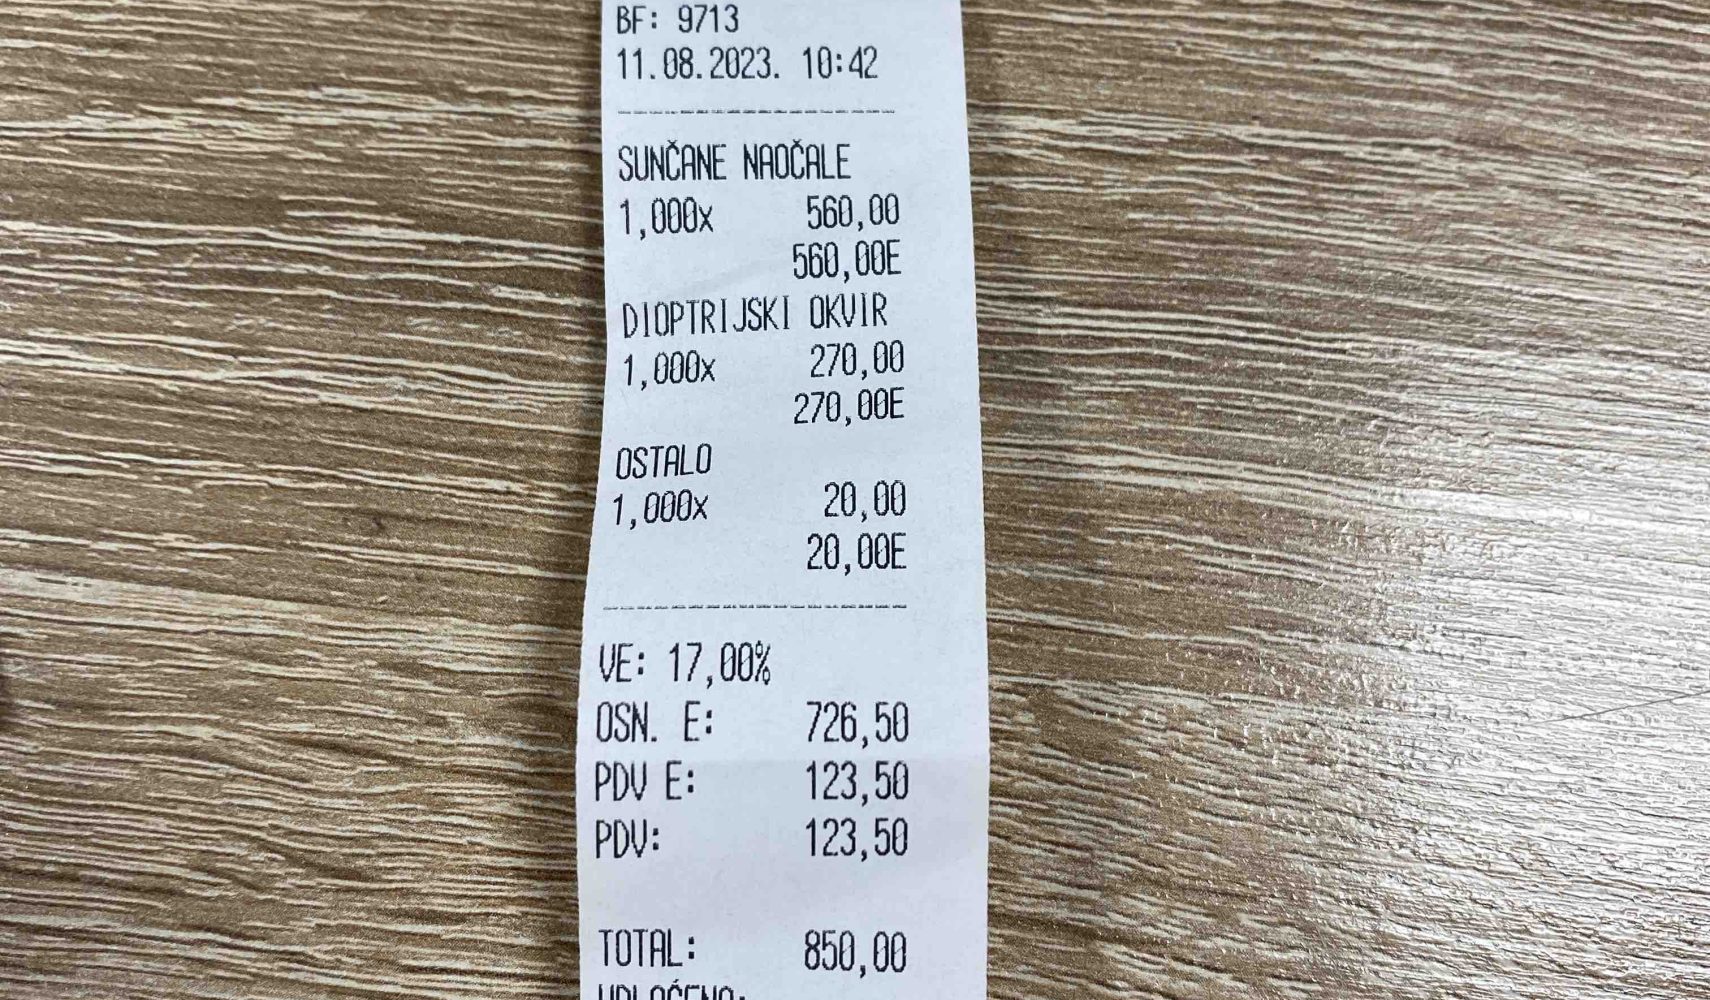 BF: 9713
11.08.2023. 10:42
SUNČANE NAOČALE
1,000x 560,00
560,00E
DIOPTRIJSKI OKVIR
1,000x 270,00
270,00E
OSTALO
1,000x 20,00
20,00E
VE: 17,00%
OSN. E: 726,50
PDV E: 123,50
PDV: 123,50
TOTAL: 850,00